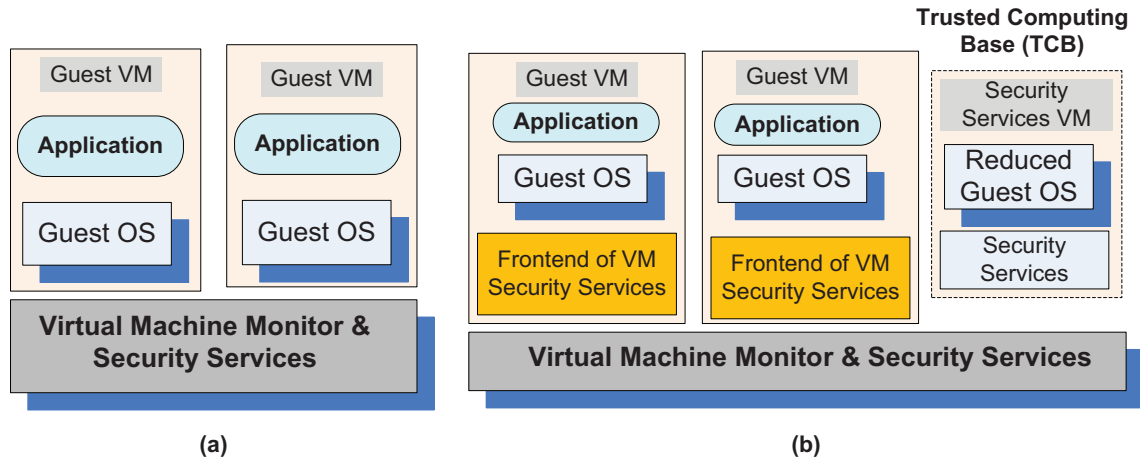 Guest VM
Application
Guest OS
Guest VM
Application
Guest OS
Virtual Machine Monitor &
Security Services
(a)
Guest VM
Application
Guest OS
Frontend of VM
Security Services
Guest VM
Application
Guest OS
Frontend of VM
Security Services
Trusted Computing
Base (TCB)
Security
Services VM
Reduced
Guest OS
Security
Services
Virtual Machine Monitor & Security Services
(b)